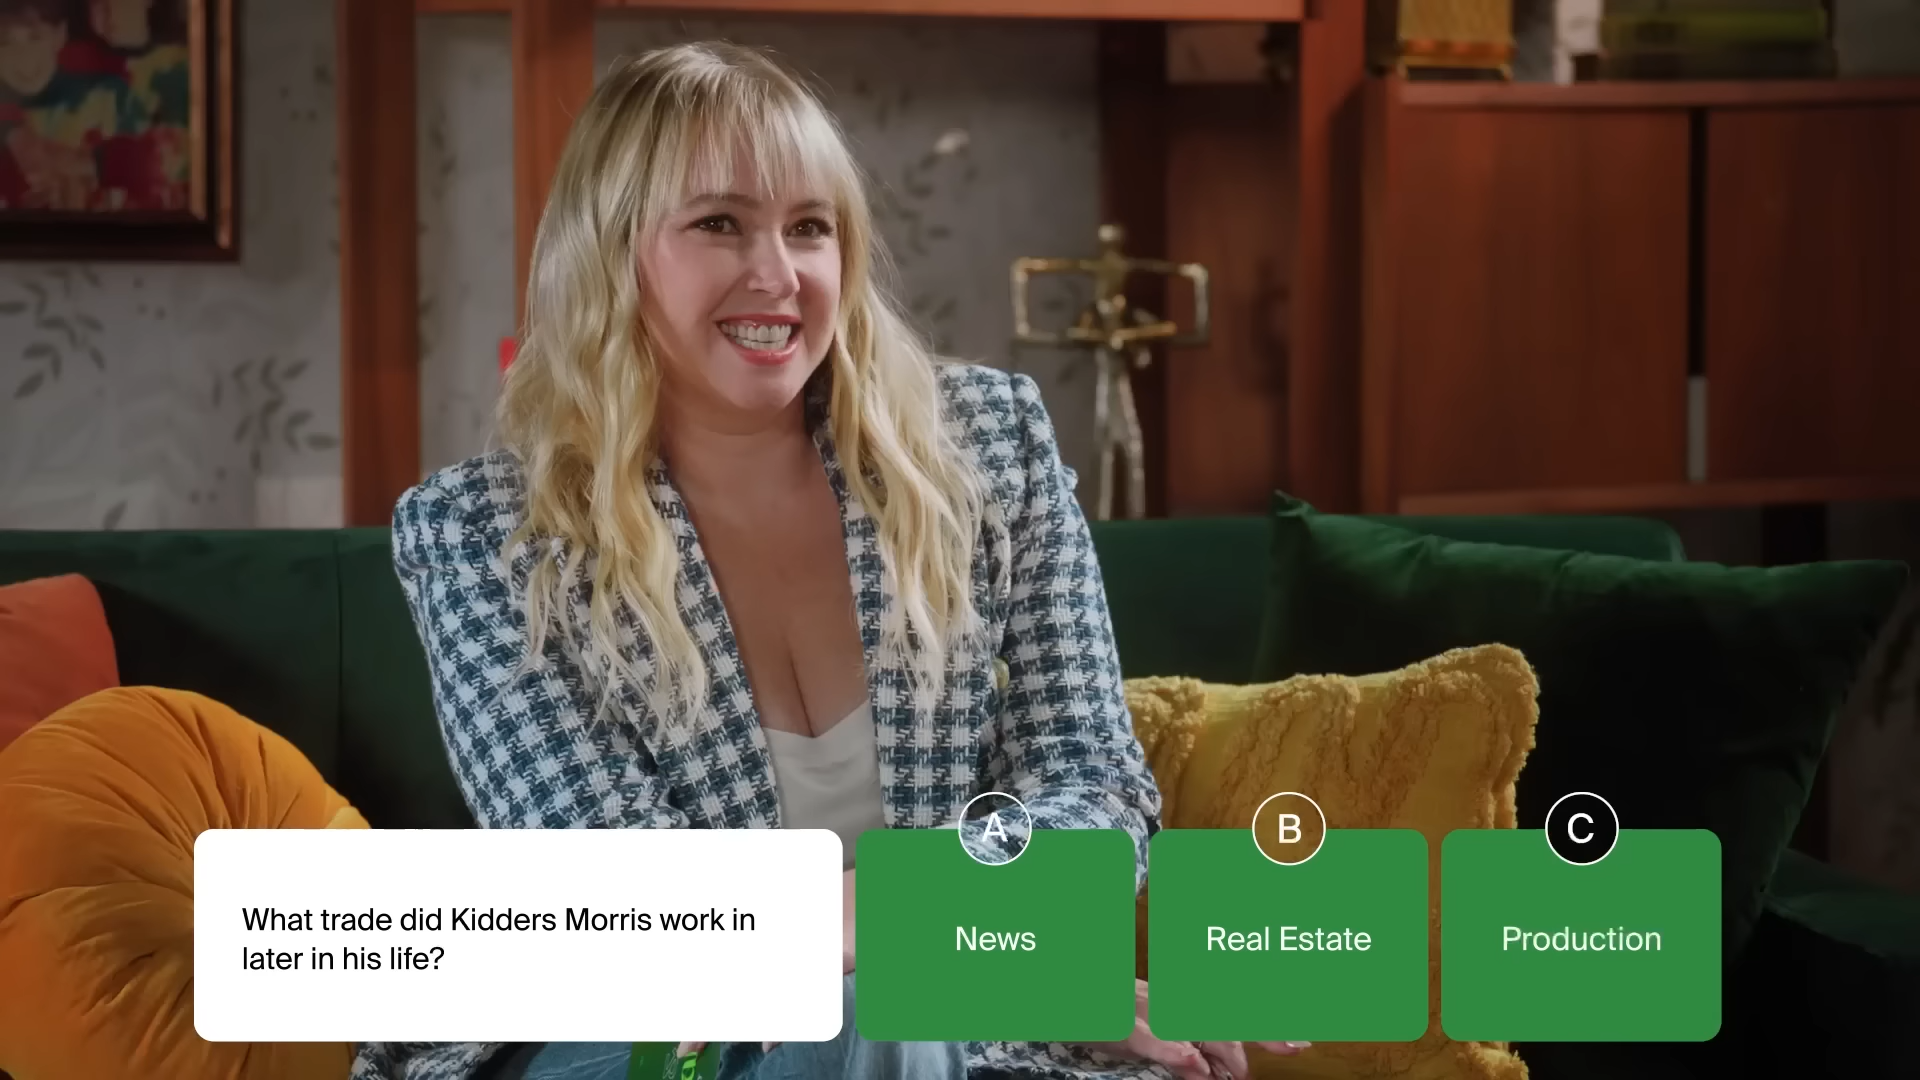 What trade did Kidders Morris work in
later in his life?
A
News
B
Real Estate
C
Production